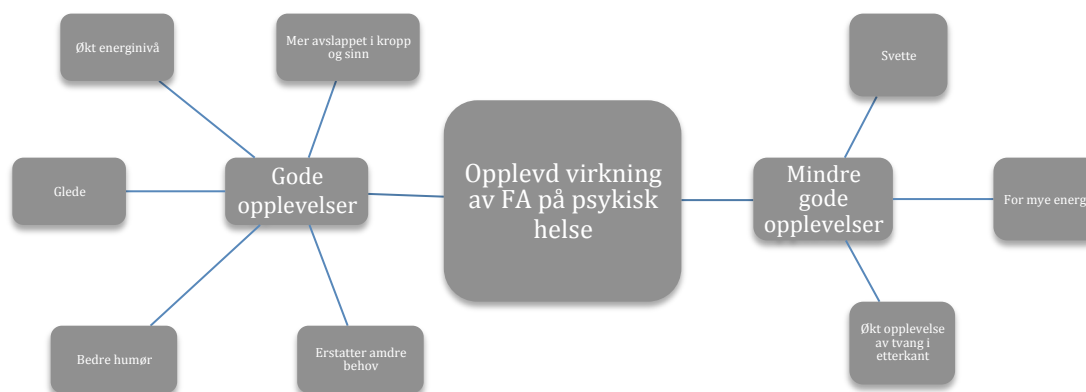 Økt energinivå
Mer avslappet i kropp
og sinn
Svette
Glede
Gode
opplevelser
Opplevd virkning
av FA på psykisk
helse
Mindre
gode
opplevelser
For mye energ
Bedre humør
Erstatter amdre
behov
Økt opplevelse
av tvang i
etterkant